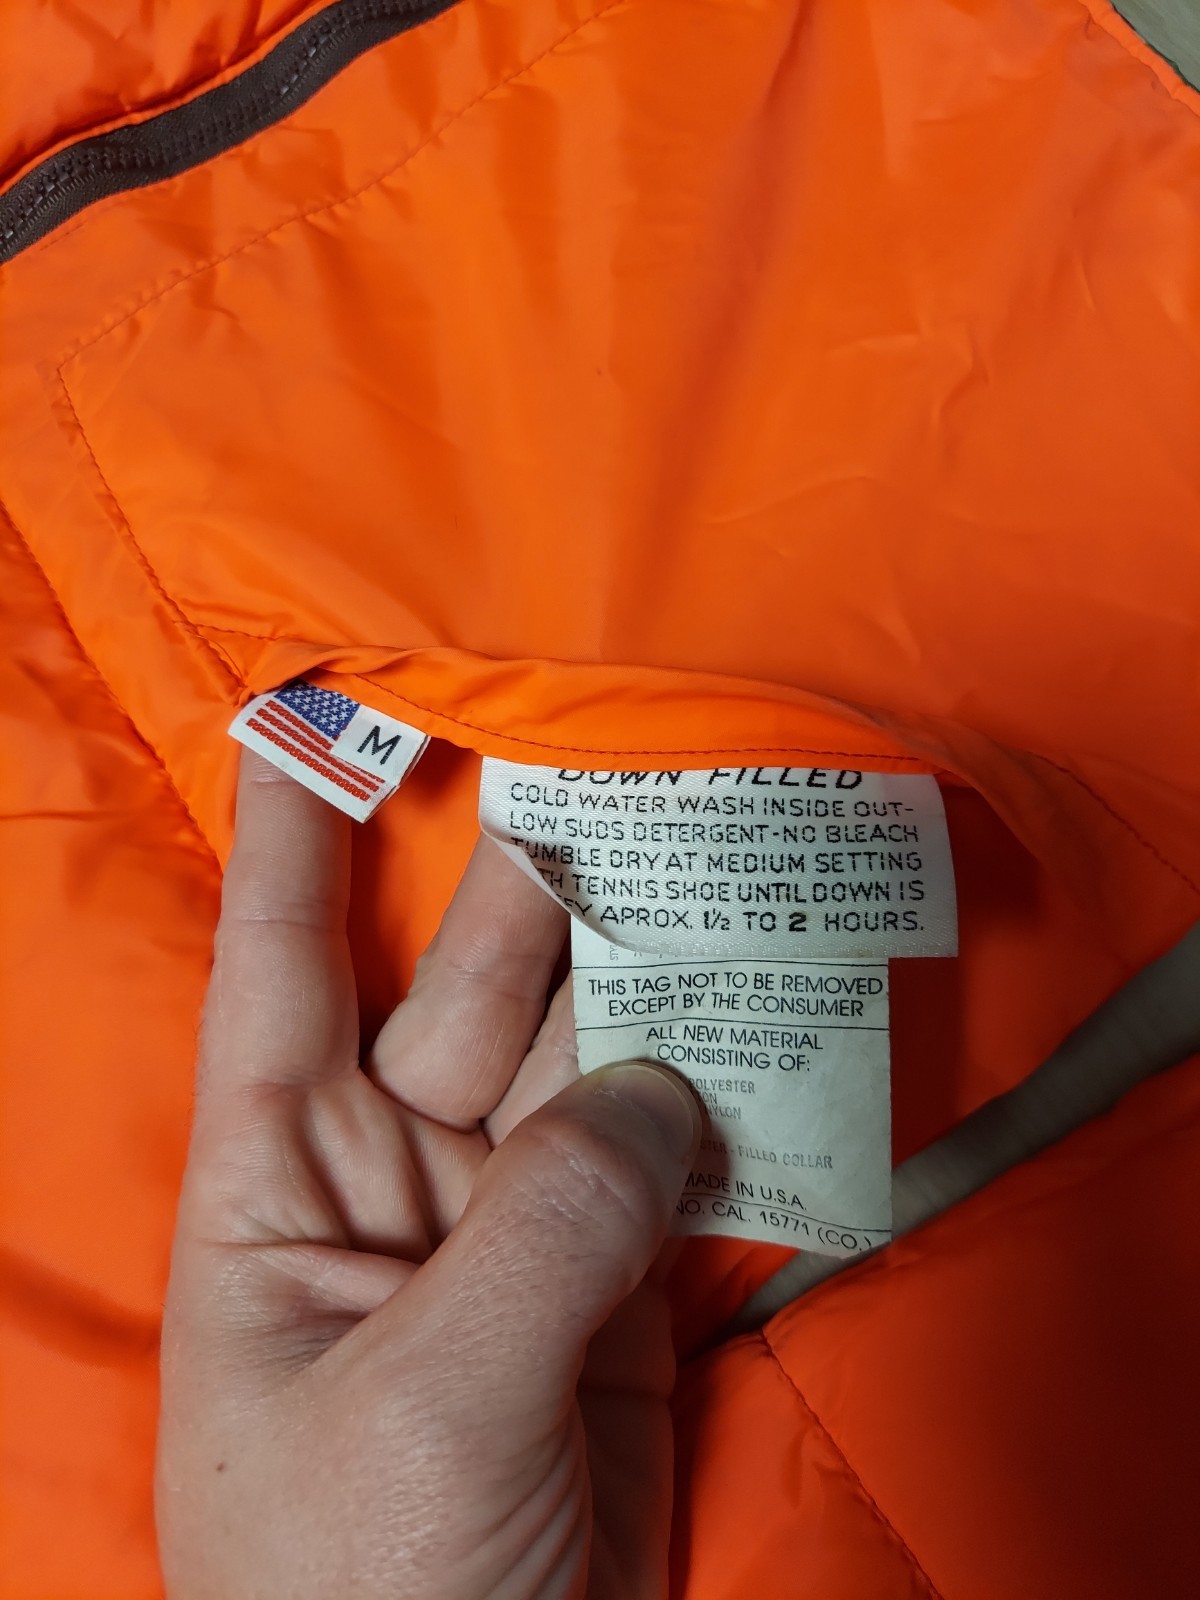 M
DOWN FILLED
COLD WATER WASH INSIDE OUT-
LOW SUDS DETERGENT-NO BLEACH
TUMBLE DRY AT MEDIUM SETTING
TENNIS SHOE UNTIL DOWN IS
APROX. 1½ TO 2 HOURS.
THIS TAG NOT TO BE REMOVED
EXCEPT BY THE CONSUMER
ALL NEW MATERIAL
CONSISTING OF:
POLYESTER
NYLON
-FILLED COLLAR
MADE IN U.S.A.
NO. CAL. 15771 (CO.)